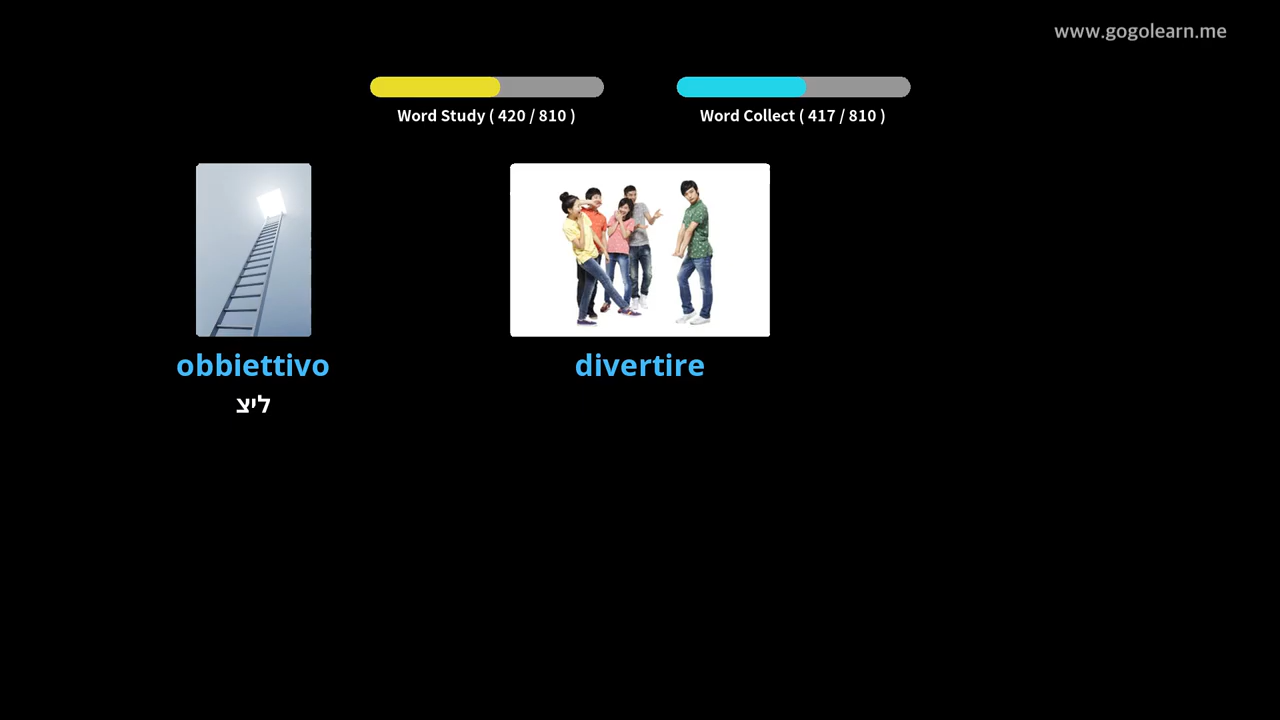 www.gogolearn.me
Word Study ( 420 / 810 )
Word Collect ( 417 / 810 )
obbiettivo
ליצ
divertire